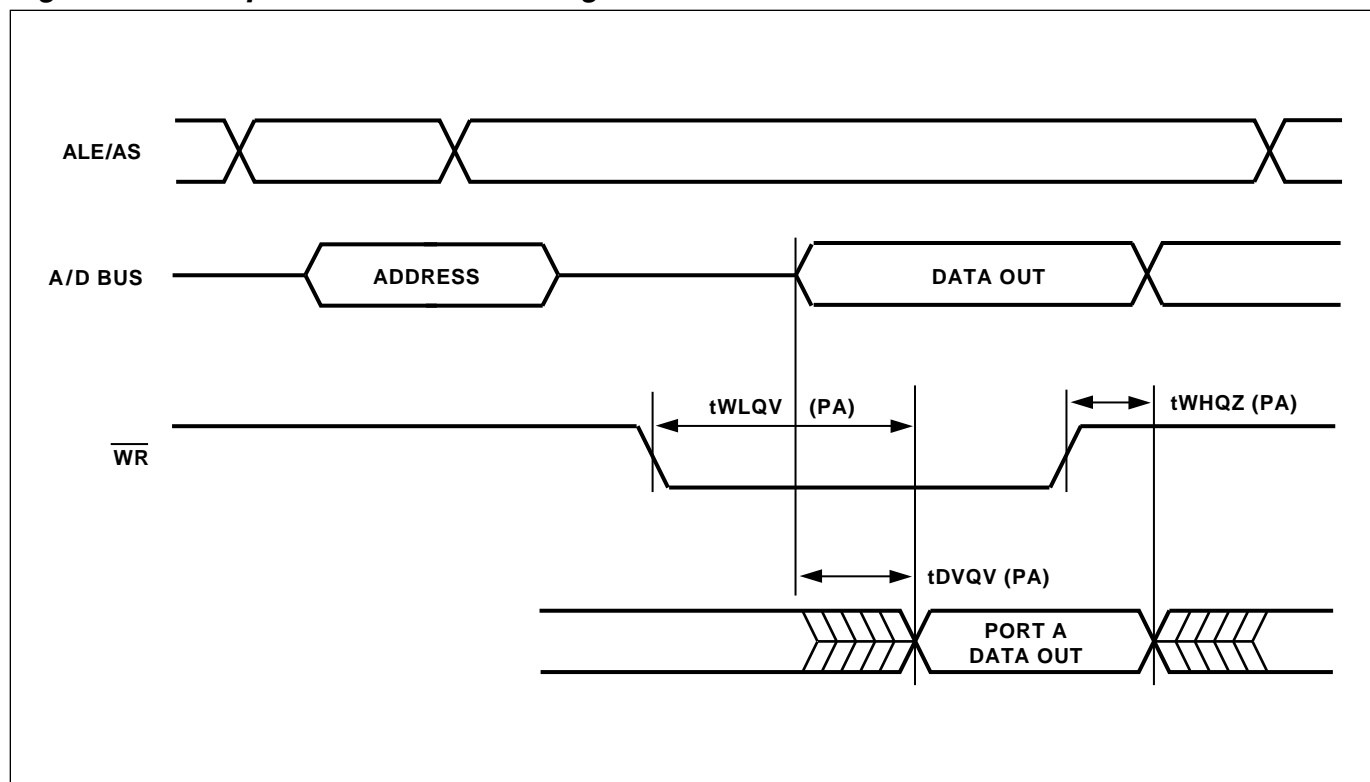 ALE/AS
A/D BUS
ADDRESS
DATA OUT
tWLQV (PA)
tWHQZ (PA)
WR
tDVQV (PA)
PORT A
DATA OUT